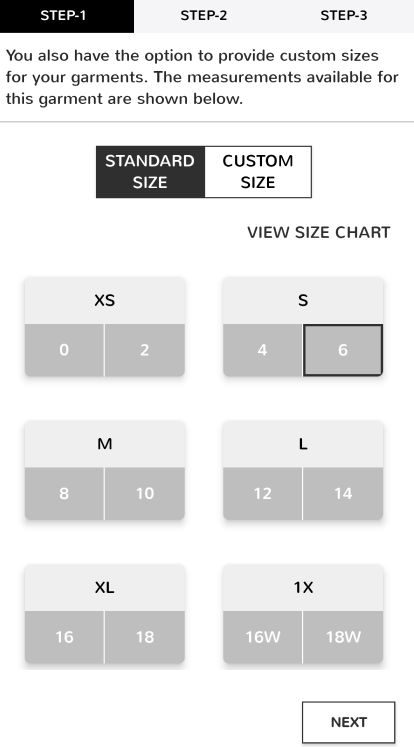 STEP-1 STEP-2 STEP-3
You also have the option to provide custom sizes
for your garments. The measurements available for
this garment are shown below.
STANDARD SIZE
CUSTOM SIZE
VIEW SIZE CHART
XS
0 2
S
4 6
M
8 10
L
12 14
XL
16 18
1X
16W 18W
NEXT